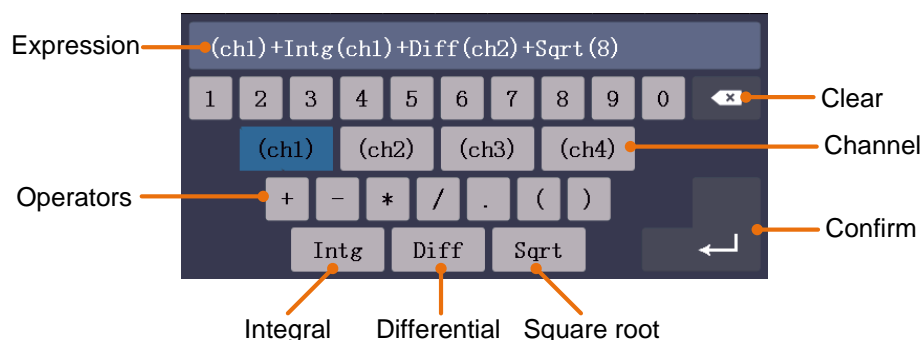 Expression
(ch1)+Intg(ch1)+Diff(ch2)+Sqrt(8)
1 2 3 4 5 6 7 8 9 0
Clear
(ch1) (ch2) (ch3) (ch4)
Channel
Operators
+ - * / . ( )
Confirm
Intg Diff Sqrt
Integral Differential Square root